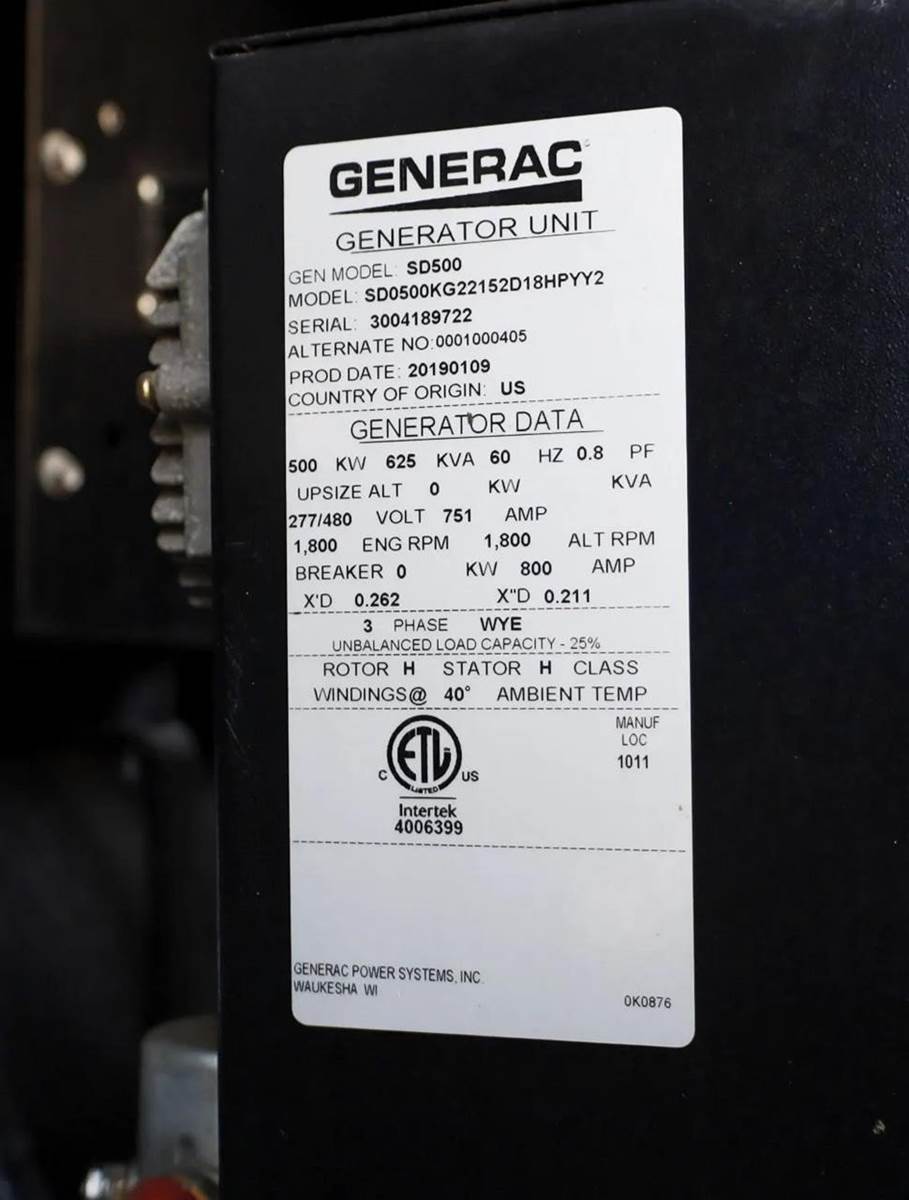 GENERAC
GENERATOR UNIT
GEN MODEL: SD500
MODEL: SD0500KG22152D18HPYY2
SERIAL: 3004189722
ALTERNATE NO:0001000405
PROD DATE: 20190109
COUNTRY OF ORIGIN: US
GENERATOR DATA
500 KW 625 KVA 60 HZ 0.8 PF
UPSIZE ALT 0 KW KVA
277/480 VOLT 751 AMP
1,800 ENG RPM 1,800 ALT RPM
BREAKER 0 KW 800 AMP
X'D 0.262 X"D 0.211
3 PHASE WYE
UNBALANCED LOAD CAPACITY - 25%
ROTOR H STATOR H CLASS
WINDINGS@ 40° AMBIENT TEMP
MANUF
LOC
1011
C ETL US
LISTED
Intertek
4006399
GENERAC POWER SYSTEMS, INC.
WAUKESHA WI
0K0876